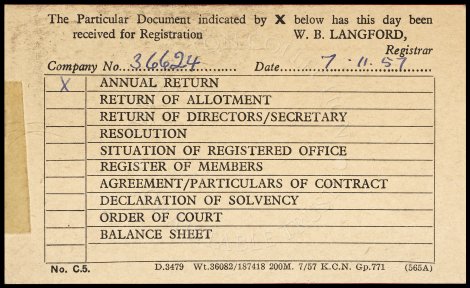 The Particular Document indicated by X below has this day been
received for Registration W. B. LANGFORD,
Registrar
Company No. 36624 Date 7.11.57
X ANNUAL RETURN
RETURN OF ALLOTMENT
RETURN OF DIRECTORS/SECRETARY
RESOLUTION
SITUATION OF REGISTERED OFFICE
REGISTER OF MEMBERS
AGREEMENT/PARTICULARS OF CONTRACT
DECLARATION OF SOLVENCY
ORDER OF COURT
BALANCE SHEET
No. C.5. D.3479 Wt.36082/187418 200M. 7/57 K.C.N. Gp.771 (565A)